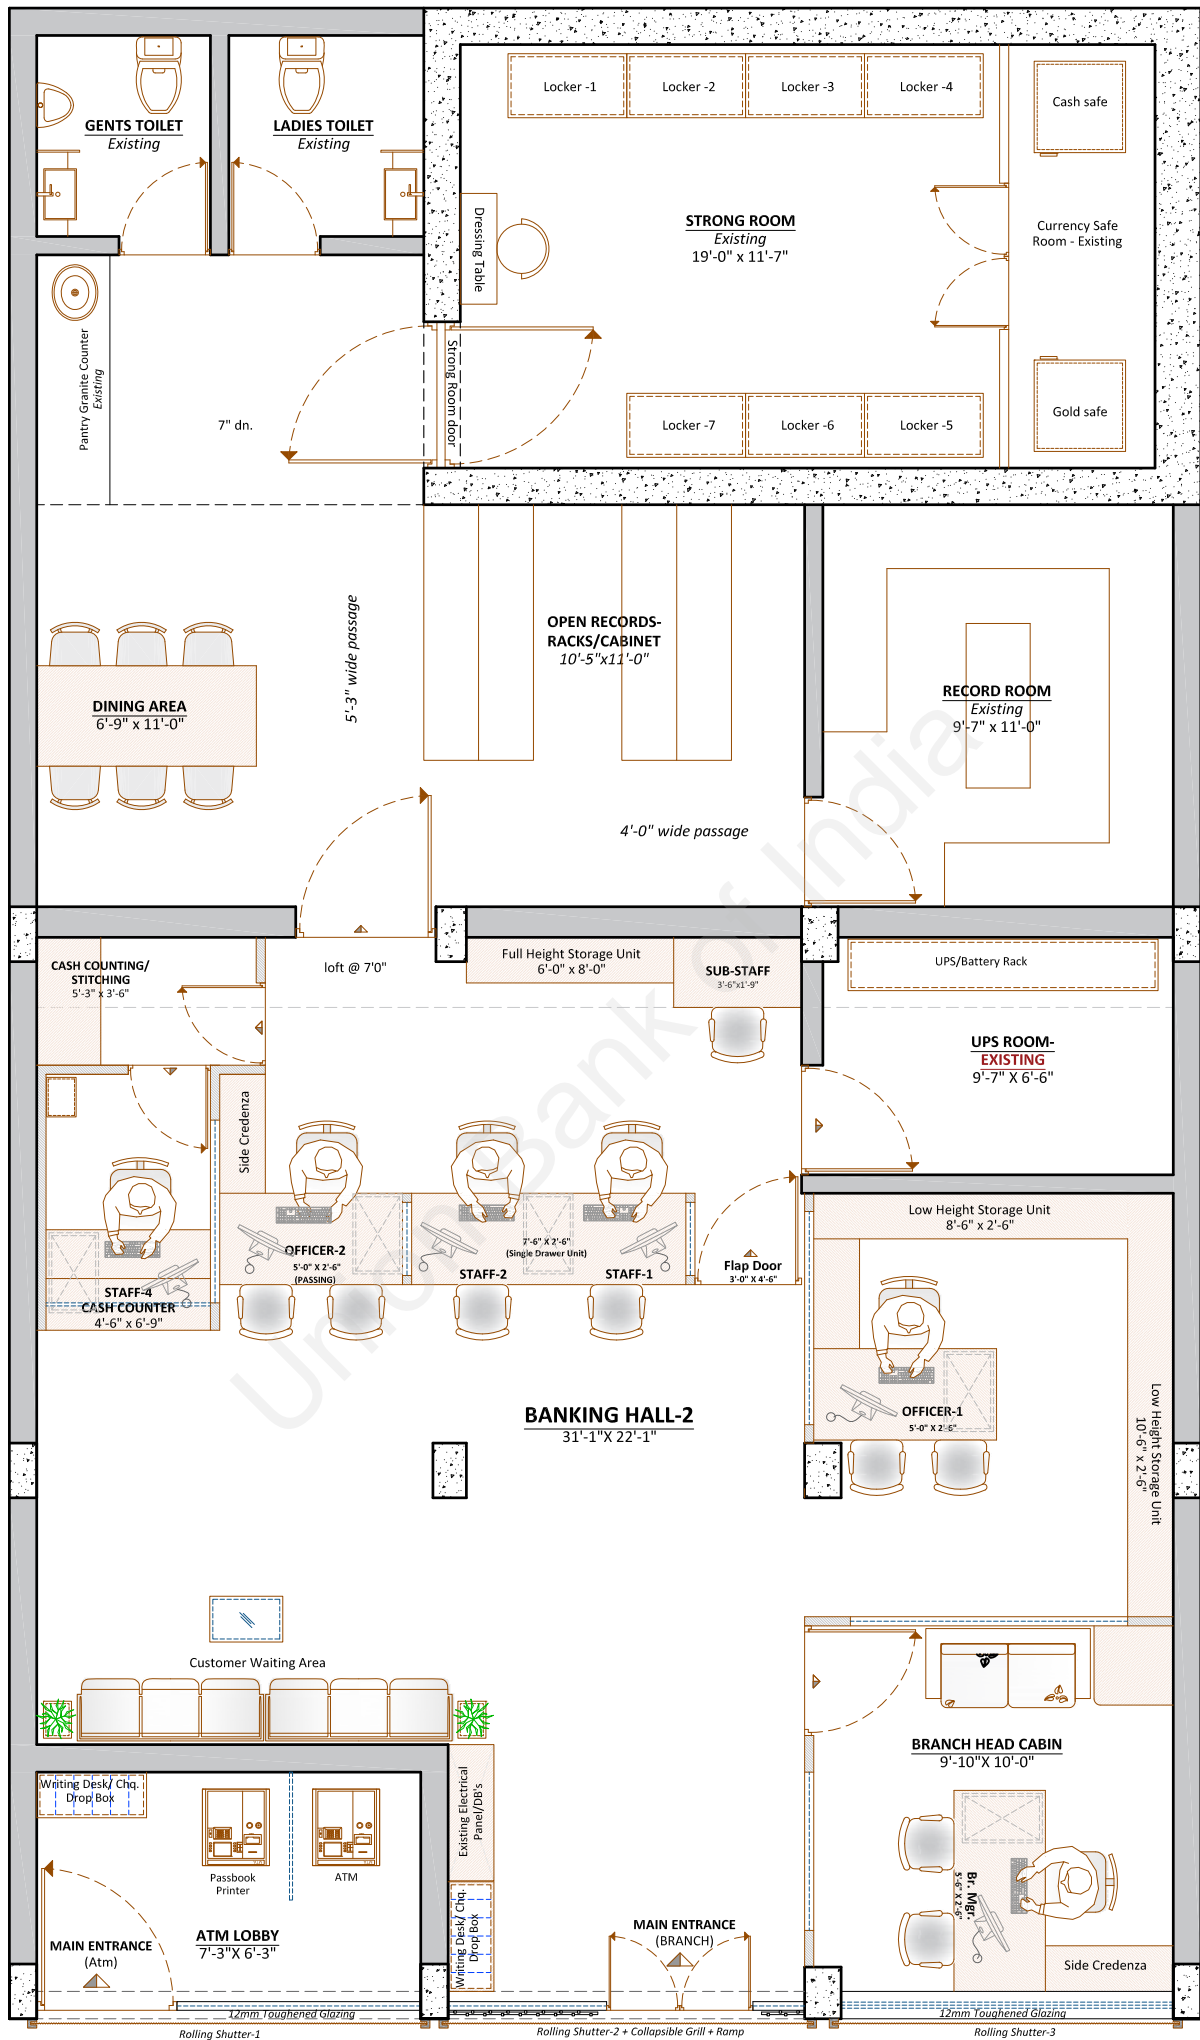 GENTS TOILET
Existing
LADIES TOILET
Existing
Locker -1
Locker -2
Locker -3
Locker -4
Cash safe
Dressing Table
STRONG ROOM
Existing
19'-0" x 11'-7"
Currency Safe
Room - Existing
Pantry Granite Counter
Existing
7" dn.
Strong Room door
Locker -7
Locker -6
Locker -5
Gold safe
DINING AREA
6'-9" x 11'-0"
5'-3" wide passage
OPEN RECORDS-
RACKS/CABINET
10'-5"x11'-0"
4'-0" wide passage
RECORD ROOM
Existing
9'-7" x 11'-0"
CASH COUNTING/
STITCHING
5'-3" x 3'-6"
loft @ 7'0"
Full Height Storage Unit
6'-0" x 8'-0"
SUB-STAFF
3'-6"x1'-9"
UPS/Battery Rack
UPS ROOM-
EXISTING
9'-7" X 6'-6"
Side Credenza
STAFF-4
CASH COUNTER
4'-6" x 6'-9"
OFFICER-2
5'-0" X 2'-6"
(PASSING)
7'-6" X 2'-6"
(Single Drawer Unit)
STAFF-2
STAFF-1
Flap Door
3'-0" X 4'-6"
Low Height Storage Unit
8'-6" x 2'-6"
OFFICER-1
5'-0" X 2'-6"
Low Height Storage Unit
10'-6" x 2'-6"
BANKING HALL-2
31'-1"X 22'-1"
Union Bank of India
Customer Waiting Area
BRANCH HEAD CABIN
9'-10"X 10'-0"
Writing Desk/ Chq.
Drop Box
Passbook
Printer
ATM
Existing Electrical
Panel/DB's
Writing Desk/ Chq.
Drop Box
MAIN ENTRANCE
(Atm)
ATM LOBBY
7'-3"X 6'-3"
MAIN ENTRANCE
(BRANCH)
Br. Mgr.
5'-6" X 2'-6"
Side Credenza
12mm Toughened Glazing
12mm Toughened Glazing
Rolling Shutter-1
Rolling Shutter-2 + Collapsible Grill + Ramp
Rolling Shutter-3